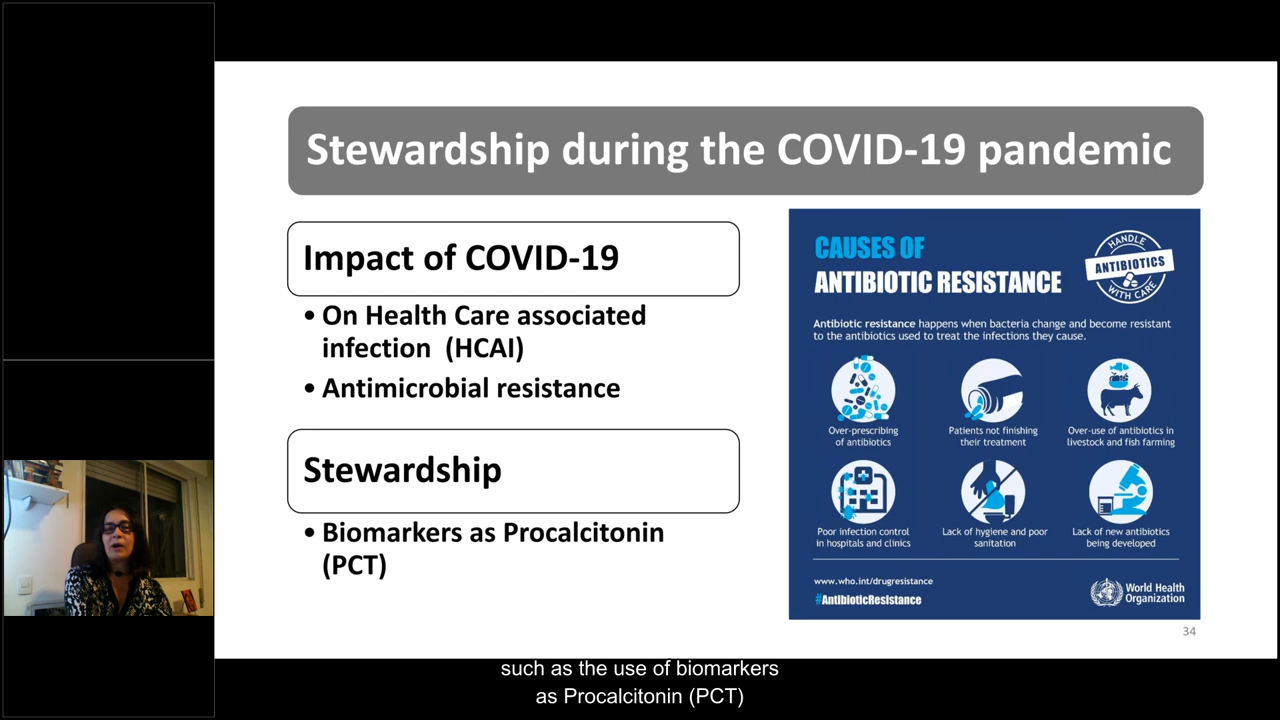 Stewardship during the COVID-19 pandemic
Impact of COVID-19
• On Health Care associated
infection (HCAI)
• Antimicrobial resistance
Stewardship
• Biomarkers as Procalcitonin
(PCT)
CAUSES OF
ANTIBIOTIC RESISTANCE
HANDLE
ANTIBIOTICS
WITH CARE
Antibiotic resistance happens when bacteria change and become resistant
to the antibiotics used to treat the infections they cause.
Over-prescribing
of antibiotics
Patients not finishing
their treatment
Over-use of antibiotics in
livestock and fish farming
Poor infection control
in hospitals and clinics
Lack of hygiene and poor
sanitation
Lack of new antibiotics
being developed
www.who.int/drugresistance
#AntibioticResistance
World Health
Organization
34
such as the use of biomarkers
as Procalcitonin (PCT)